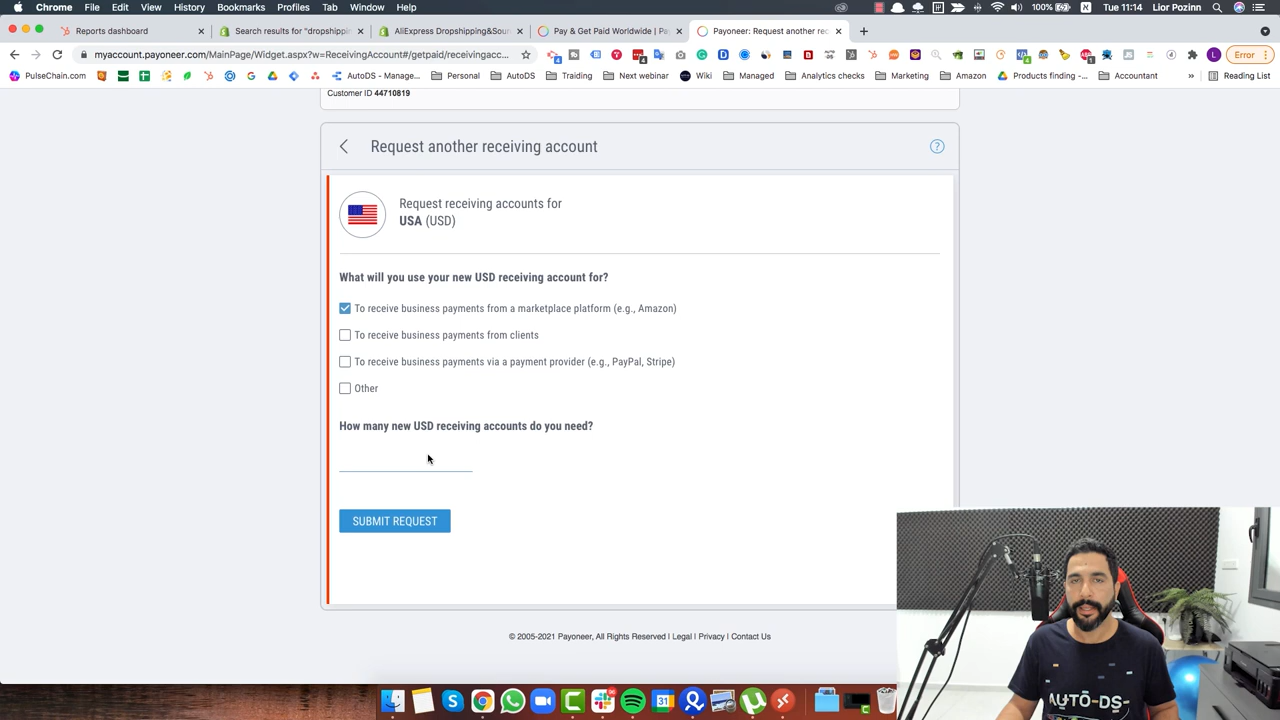 Chrome File Edit View History Bookmarks Profiles Tab Window Help 100% Tue 11:14 Lior Pozin
Reports dashboard Search results for "dropshippin AliExpress Dropshipping&Sour Pay & Get Paid Worldwide | Pa Payoneer: Request another rec
myaccount.payoneer.com/MainPage/Widget.aspx?w=ReceivingAccount#/getpaid/receivingacc... Error
PulseChain.com AutoDS - Manage... Personal AutoDS Trading Next webinar Wiki Managed Analytics checks Marketing Amazon Products finding -... Accountant » Reading List
Customer ID 44710819
Request another receiving account
Request receiving accounts for
USA (USD)
What will you use your new USD receiving account for?
To receive business payments from a marketplace platform (e.g., Amazon)
To receive business payments from clients
To receive business payments via a payment provider (e.g., PayPal, Stripe)
Other
How many new USD receiving accounts do you need?
SUBMIT REQUEST
© 2005-2021 Payoneer, All Rights Reserved | Legal | Privacy | Contact Us
AUTO-DS